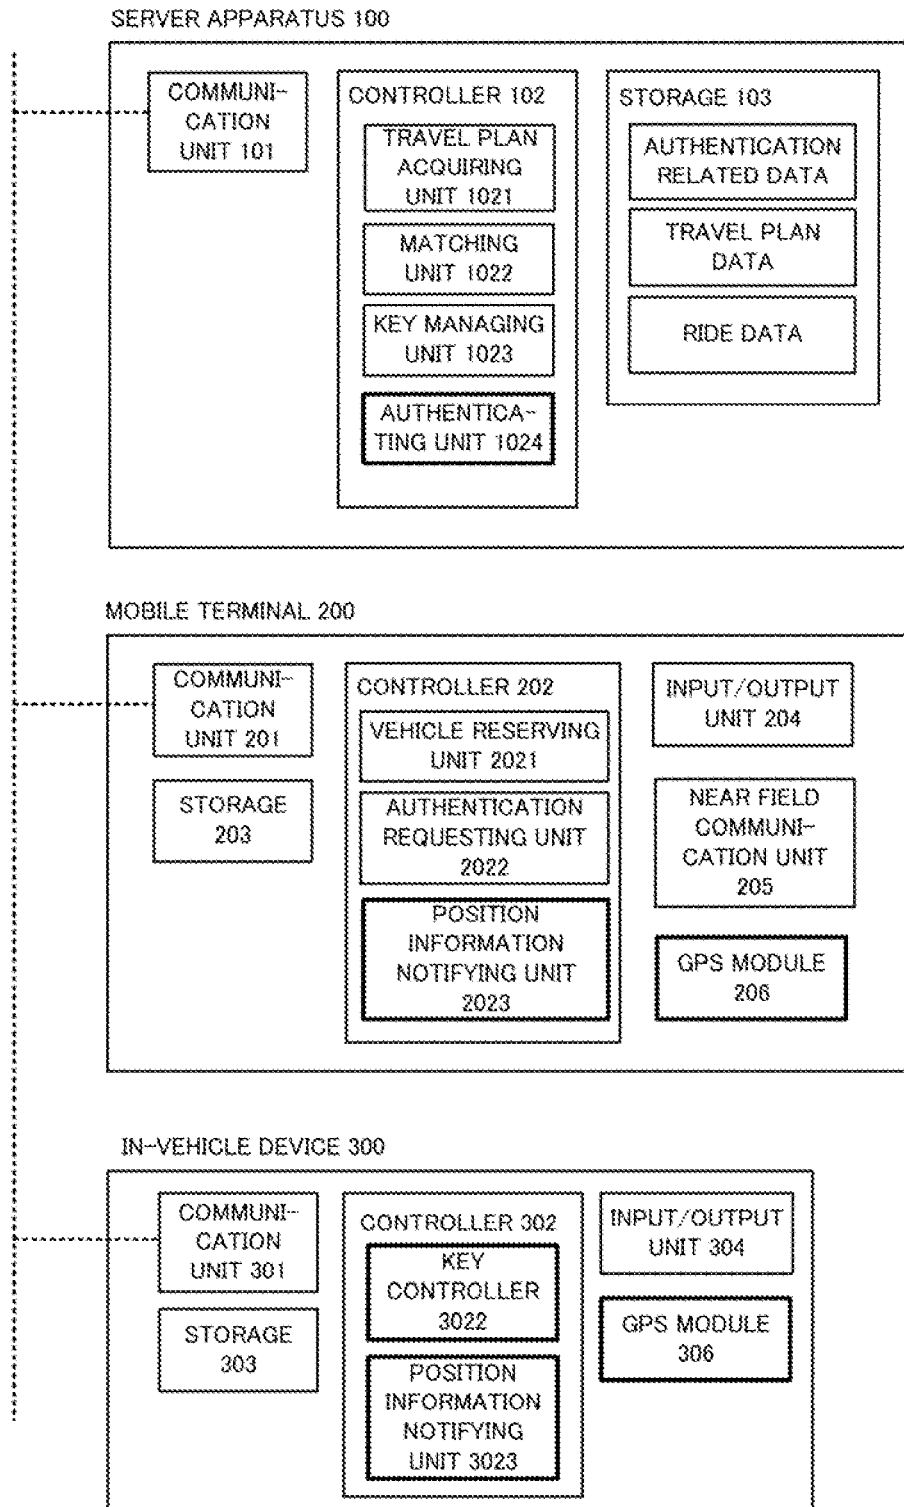 SERVER APPARATUS 100
COMMUNI-
CATION
UNIT 101
CONTROLLER 102
TRAVEL PLAN
ACQUIRING
UNIT 1021
MATCHING
UNIT 1022
KEY MANAGING
UNIT 1023
AUTHENTICA-
TING UNIT 1024
STORAGE 103
AUTHENTICATION
RELATED DATA
TRAVEL PLAN
DATA
RIDE DATA
MOBILE TERMINAL 200
COMMUNI-
CATION
UNIT 201
STORAGE
203
CONTROLLER 202
VEHICLE RESERVING
UNIT 2021
AUTHENTICATION
REQUESTING UNIT
2022
POSITION
INFORMATION
NOTIFYING UNIT
2023
INPUT/OUTPUT
UNIT 204
NEAR FIELD
COMMUNI-
CATION UNIT
205
GPS MODULE
206
IN-VEHICLE DEVICE 300
COMMUNI-
CATION
UNIT 301
STORAGE
303
CONTROLLER 302
KEY
CONTROLLER
3022
POSITION
INFORMATION
NOTIFYING
UNIT 3023
INPUT/OUTPUT
UNIT 304
GPS MODULE
306